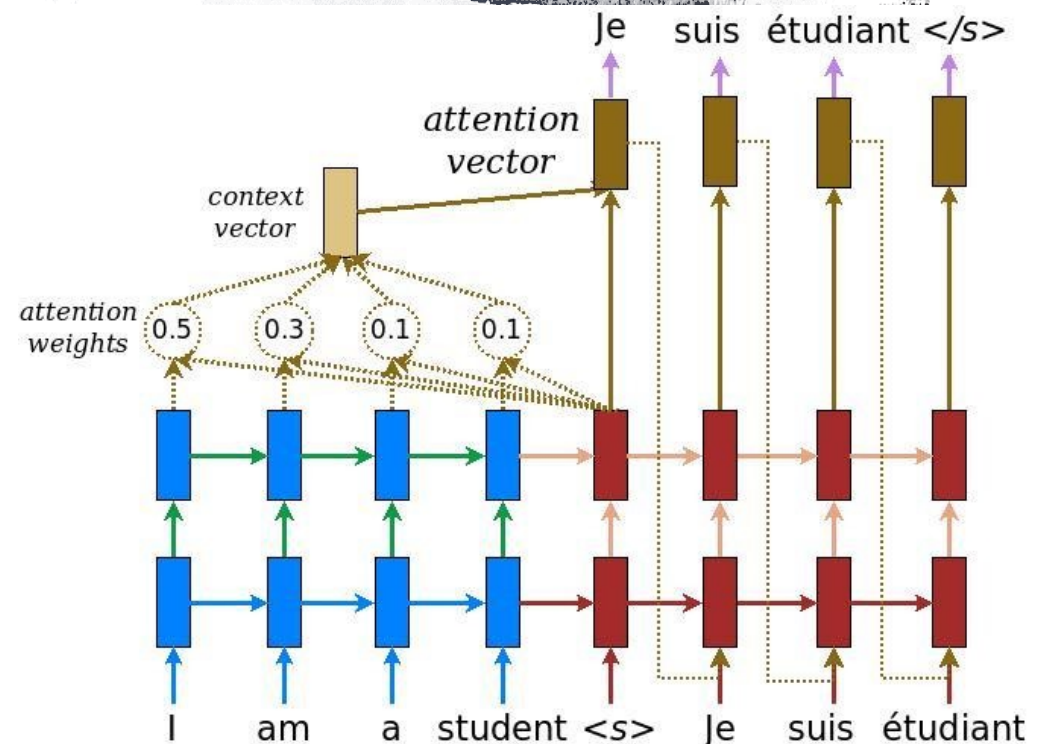 Je suis étudiant </s>
attention
vector
context
vector
attention
weights
0.5 0.3 0.1 0.1
I am a student <s> Je suis étudiant